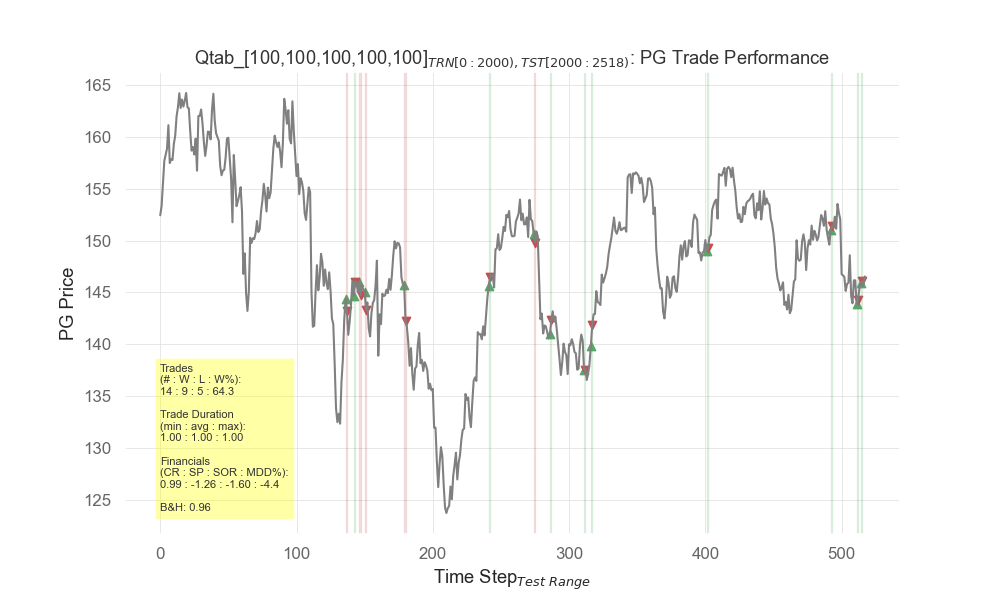 Qtab_[100,100,100,100,100]TRN[0:2000),TST[2000:2518): PG Trade Performance
165
160
155
150
145
140
135
130
125
PG Price
Trades
(# : W : L : W%):
14 : 9 : 5 : 64.3
Trade Duration
(min : avg : max):
1.00 : 1.00 : 1.00
Financials
(CR : SP : SOR : MDD%):
0.99 : -1.26 : -1.60 : -4.4
B&H: 0.96
0 100 200 300 400 500
Time StepTest Range